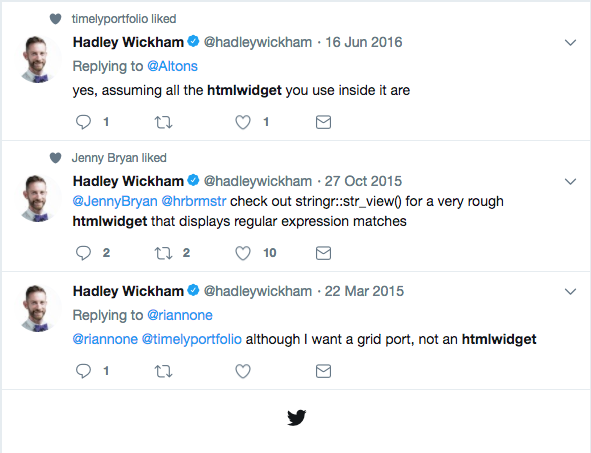 timelyportfolio liked
Hadley Wickham @hadleywickham · 16 Jun 2016
Replying to @Altons
yes, assuming all the htmlwidget you use inside it are
1 1
Jenny Bryan liked
Hadley Wickham @hadleywickham · 27 Oct 2015
@JennyBryan @hrbrmstr check out stringr::str_view() for a very rough
htmlwidget that displays regular expression matches
2 2 10
Hadley Wickham @hadleywickham · 22 Mar 2015
Replying to @riannone
@riannone @timelyportfolio although I want a grid port, not an htmlwidget
1